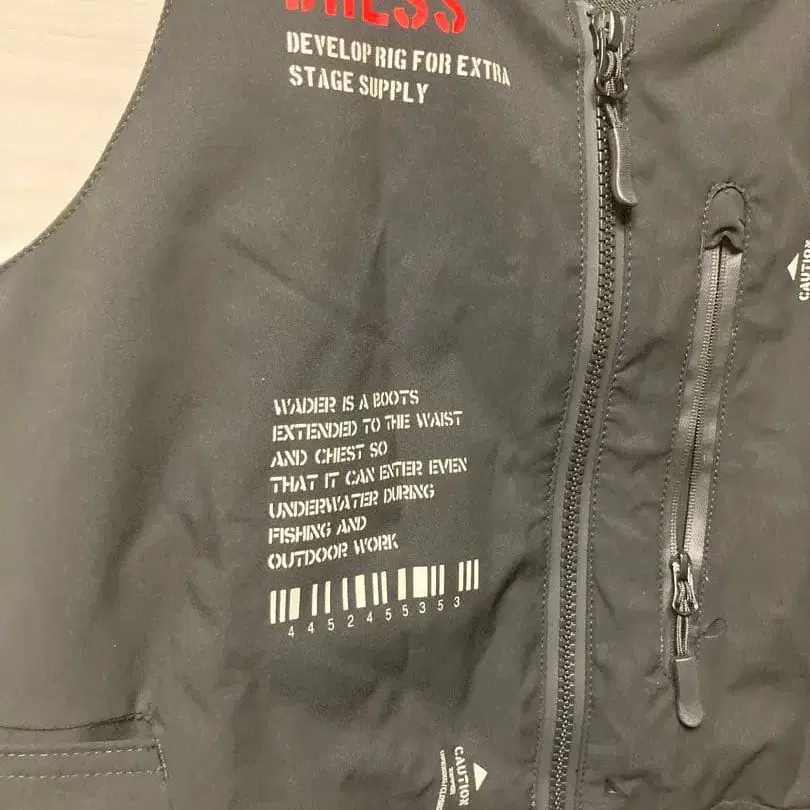 DRESS
DEVELOP RIG FOR EXTRA
STAGE SUPPLY
WADER IS A BOOTS
EXTENDED TO THE WAIST
AND CHEST SO
THAT IT CAN ENTER EVEN
UNDERWATER DURING
FISHING AND
OUTDOOR WORK
4452455353
CAUTION
CAUTION